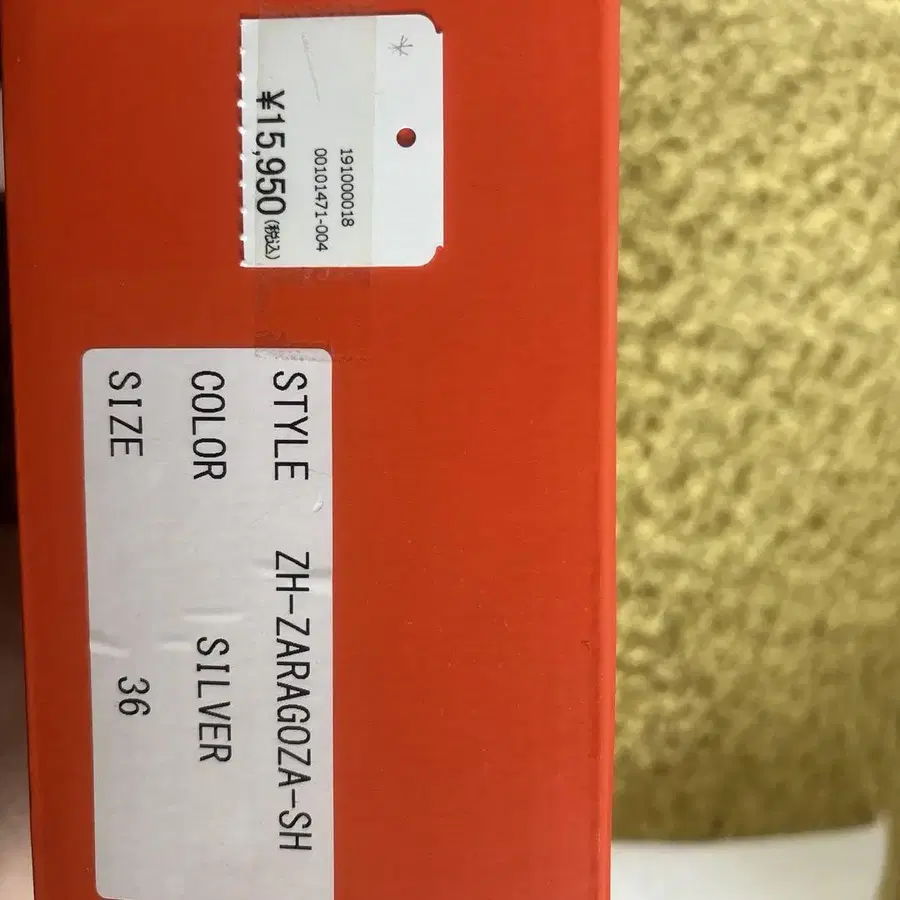 191000018
00101471-004
¥15,950(税込)
STYLE ZH-ZARAGOZA-SH
COLOR SILVER
SIZE 36